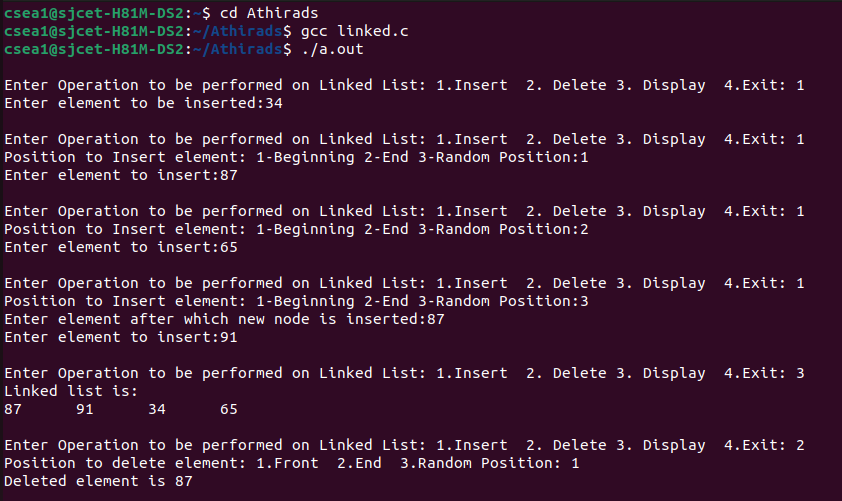 csea1@sjcet-H81M-DS2:~$ cd Athirads
csea1@sjcet-H81M-DS2:~/Athirads$ gcc linked.c
csea1@sjcet-H81M-DS2:~/Athirads$ ./a.out
Enter Operation to be performed on Linked List: 1.Insert  2. Delete 3. Display  4.Exit: 1
Enter element to be inserted:34
Enter Operation to be performed on Linked List: 1.Insert  2. Delete 3. Display  4.Exit: 1
Position to Insert element: 1-Beginning 2-End 3-Random Position:1
Enter element to insert:87
Enter Operation to be performed on Linked List: 1.Insert  2. Delete 3. Display  4.Exit: 1
Position to Insert element: 1-Beginning 2-End 3-Random Position:2
Enter element to insert:65
Enter Operation to be performed on Linked List: 1.Insert  2. Delete 3. Display  4.Exit: 1
Position to Insert element: 1-Beginning 2-End 3-Random Position:3
Enter element after which new node is inserted:87
Enter element to insert:91
Enter Operation to be performed on Linked List: 1.Insert  2. Delete 3. Display  4.Exit: 3
Linked list is:
87      91      34      65
Enter Operation to be performed on Linked List: 1.Insert  2. Delete 3. Display  4.Exit: 2
Position to delete element: 1.Front  2.End  3.Random Position: 1
Deleted element is 87